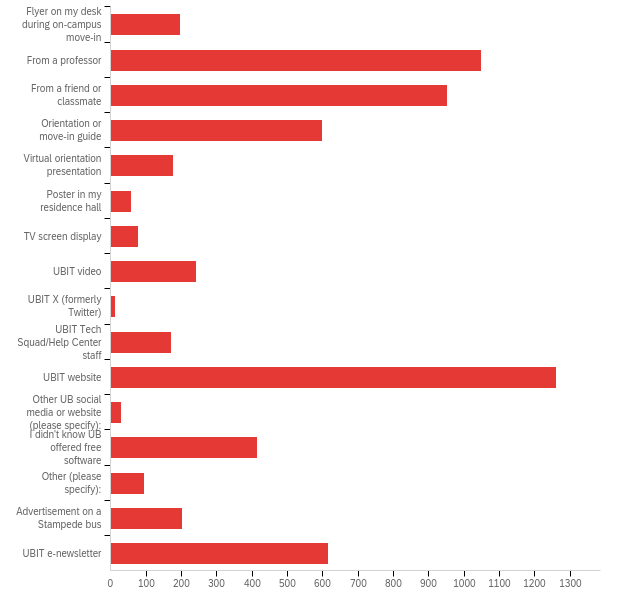 Flyer on my desk
during on-campus
move-in
From a professor
From a friend or
classmate
Orientation or
move-in guide
Virtual orientation
presentation
Poster in my
residence hall
TV screen display
UBIT video
UBIT X (formerly
Twitter)
UBIT Tech
Squad/Help Center
staff
UBIT website
Other UB social
media or website
(please specify):
I didn't know UB
offered free
software
Other (please
specify):
Advertisement on a
Stampede bus
UBIT e-newsletter
0 100 200 300 400 500 600 700 800 900 1000 1100 1200 1300